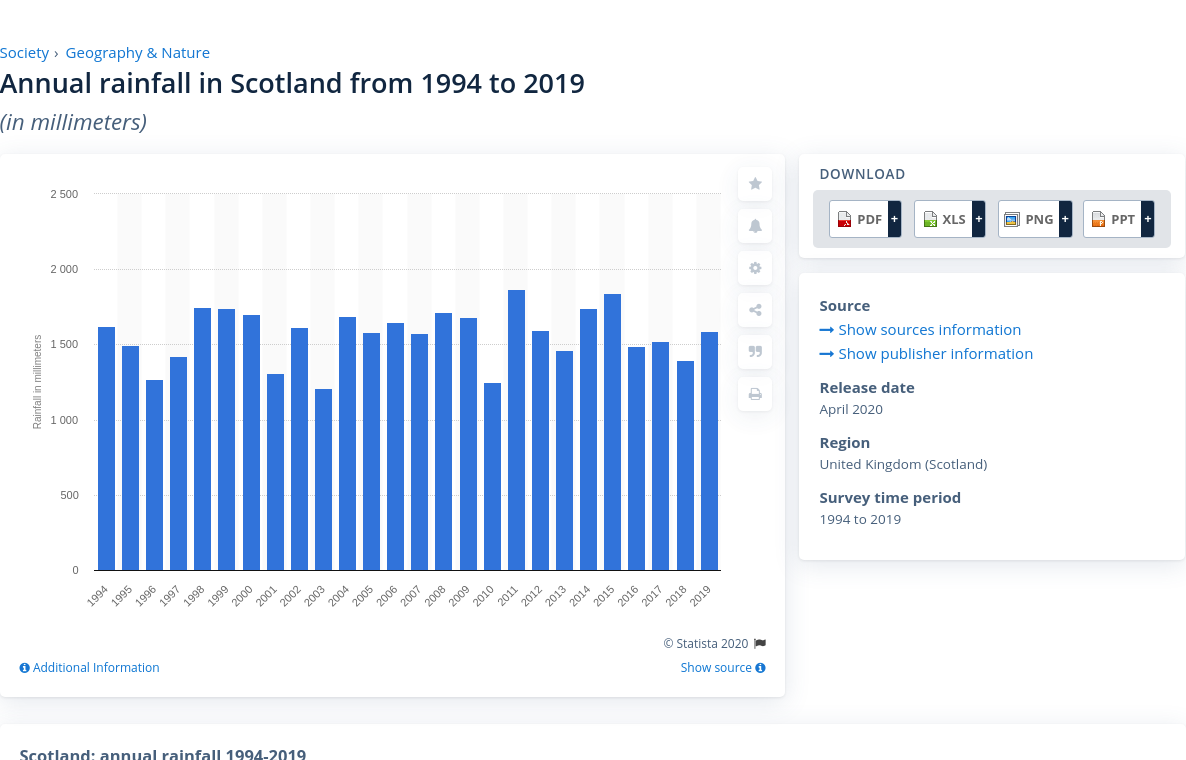 Society › Geography & Nature
Annual rainfall in Scotland from 1994 to 2019
(in millimeters)
2 500
2 000
1 500
1 000
500
0
Rainfall in millimeters
1994 1995 1996 1997 1998 1999 2000 2001 2002 2003 2004 2005 2006 2007 2008 2009 2010 2011 2012 2013 2014 2015 2016 2017 2018 2019
© Statista 2020
Additional Information
Show source
DOWNLOAD
PDF + XLS + PNG + PPT +
Source
Show sources information
Show publisher information
Release date
April 2020
Region
United Kingdom (Scotland)
Survey time period
1994 to 2019
Scotland: annual rainfall 1994-2019